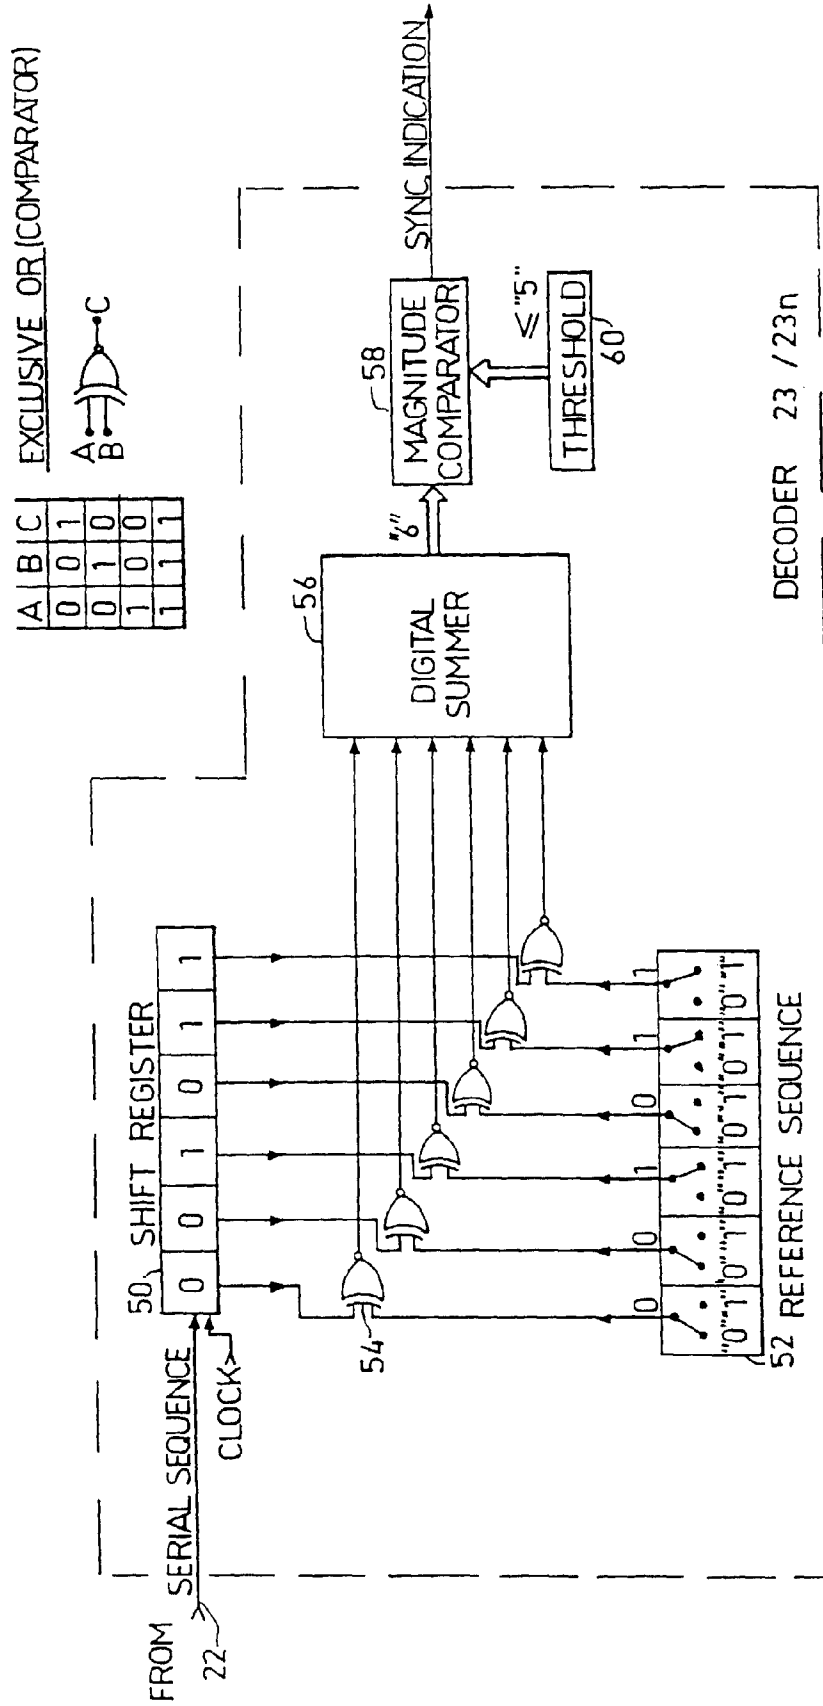 A B C
0 0 1
0 1 0
1 0 0
1 1 1
EXCLUSIVE OR (COMPARATOR)
A
B
C
FROM
22
SERIAL SEQUENCE
CLOCK
50 SHIFT REGISTER
0 0 1 0 1 1
54
56
DIGITAL
SUMMER
"6"
58
MAGNITUDE
COMPARATOR
SYNC, INDICATION
≤ "5"
THRESHOLD
60
0 0 1 0 1 1
"0" "1" "0" "1" "0" "1" "0" "1" "0" "1" "0" "1"
52 REFERENCE SEQUENCE
DECODER 23 / 23n